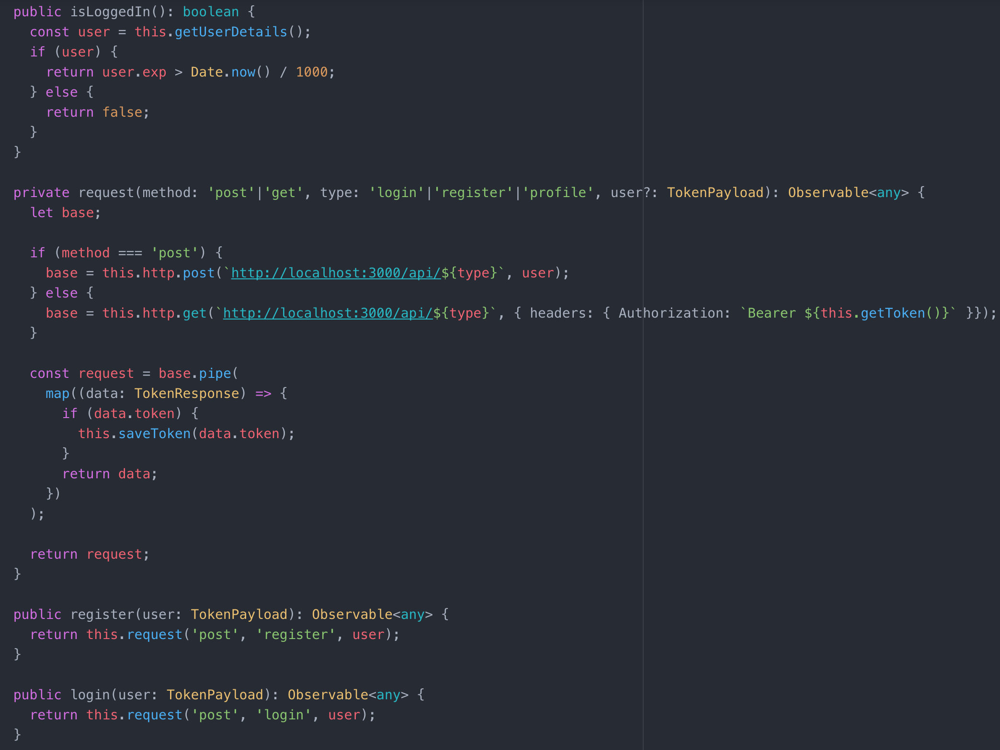 public isLoggedIn(): boolean {
  const user = this.getUserDetails();
  if (user) {
    return user.exp > Date.now() / 1000;
  } else {
    return false;
  }
}

private request(method: 'post'|'get', type: 'login'|'register'|'profile', user?: TokenPayload): Observable<any> {
  let base;

  if (method === 'post') {
    base = this.http.post(`http://localhost:3000/api/${type}`, user);
  } else {
    base = this.http.get(`http://localhost:3000/api/${type}`, { headers: { Authorization: `Bearer ${this.getToken()}` }});
  }

  const request = base.pipe(
    map((data: TokenResponse) => {
      if (data.token) {
        this.saveToken(data.token);
      }
      return data;
    })
  );

  return request;
}

public register(user: TokenPayload): Observable<any> {
  return this.request('post', 'register', user);
}

public login(user: TokenPayload): Observable<any> {
  return this.request('post', 'login', user);
}